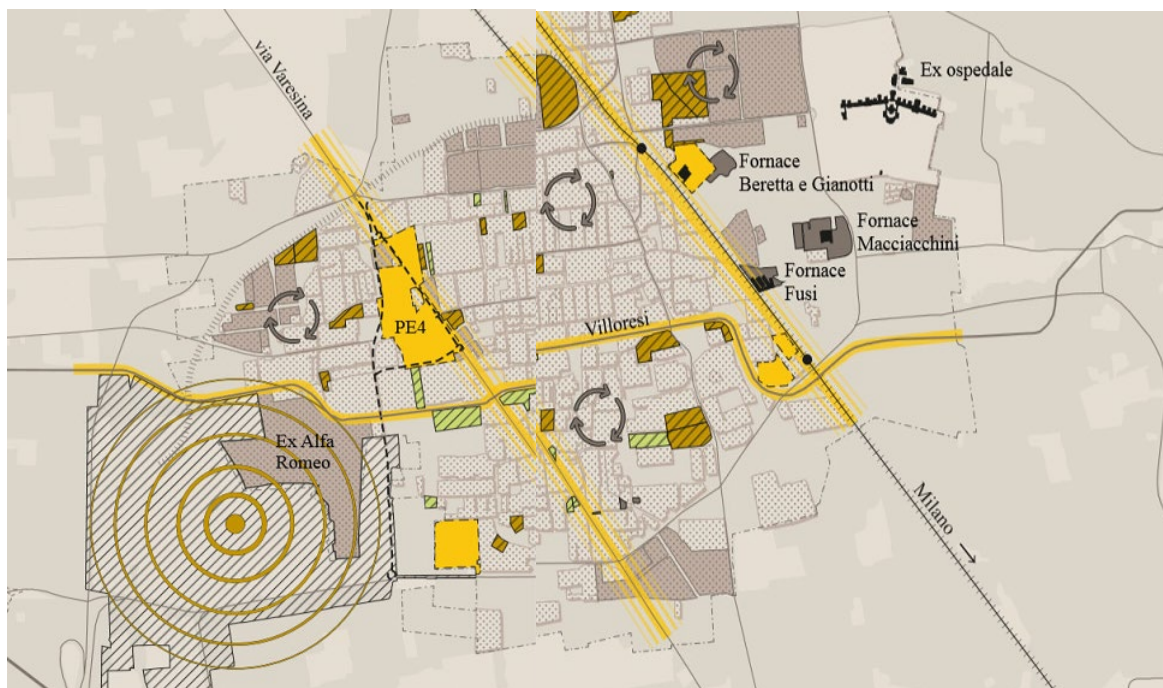 via Varesina
Ex ospedale
Fornace
Beretta e Gianotti
Fornace
Macciacchini
Fornace
Fusi
Villoresi
PE4
Ex Alfa
Romeo
Milano →